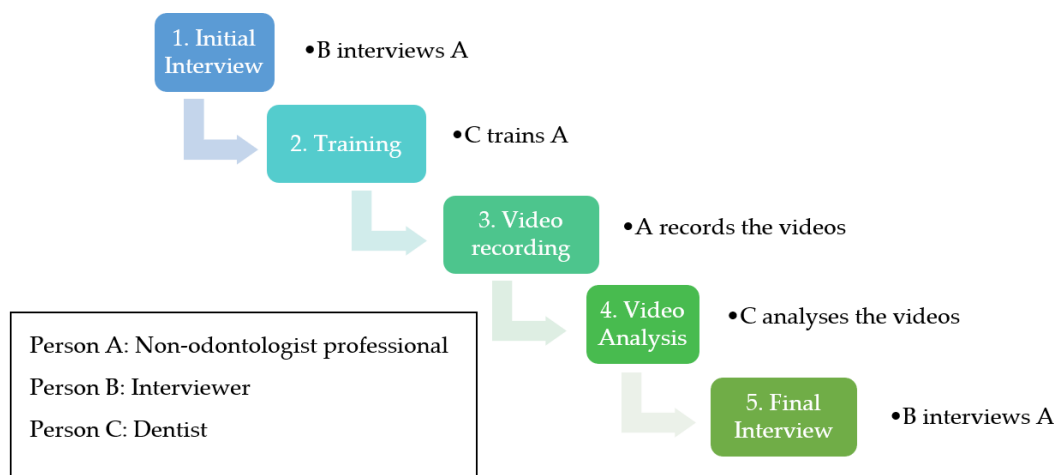 1. Initial
Interview
•B interviews A
2. Training
•C trains A
3. Video
recording
•A records the videos
4. Video
Analysis
•C analyses the videos
5. Final
Interview
•B interviews A
Person A: Non-odontologist professional
Person B: Interviewer
Person C: Dentist